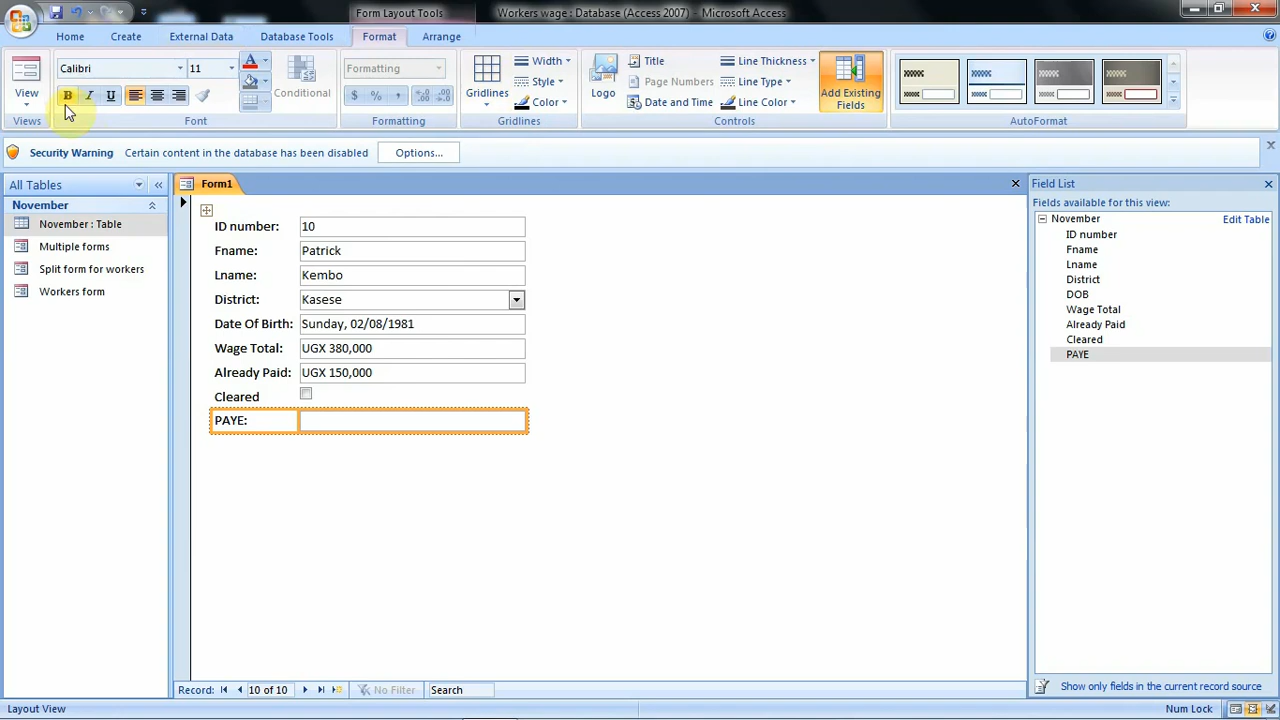 Form Layout Tools
Workers wage : Database (Access 2007) - Microsoft Access
Home
Create
External Data
Database Tools
Format
Arrange
View
Views
Calibri
11
B I U
A
Conditional
Font
Formatting
$ % ,
Formatting
Gridlines
Width
Style
Color
Gridlines
Logo
Title
Page Numbers
Date and Time
Line Thickness
Line Type
Line Color
Controls
Add Existing
Fields
AutoFormat
Security Warning
Certain content in the database has been disabled
Options...
All Tables
November
November : Table
Multiple forms
Split form for workers
Workers form
Form1
ID number: 10
Fname: Patrick
Lname: Kembo
District: Kasese
Date Of Birth: Sunday, 02/08/1981
Wage Total: UGX 380,000
Already Paid: UGX 150,000
Cleared
PAYE:
Record:
10 of 10
No Filter
Search
Field List
Fields available for this view:
November
Edit Table
ID number
Fname
Lname
District
DOB
Wage Total
Already Paid
Cleared
PAYE
Show only fields in the current record source
Layout View
Num Lock